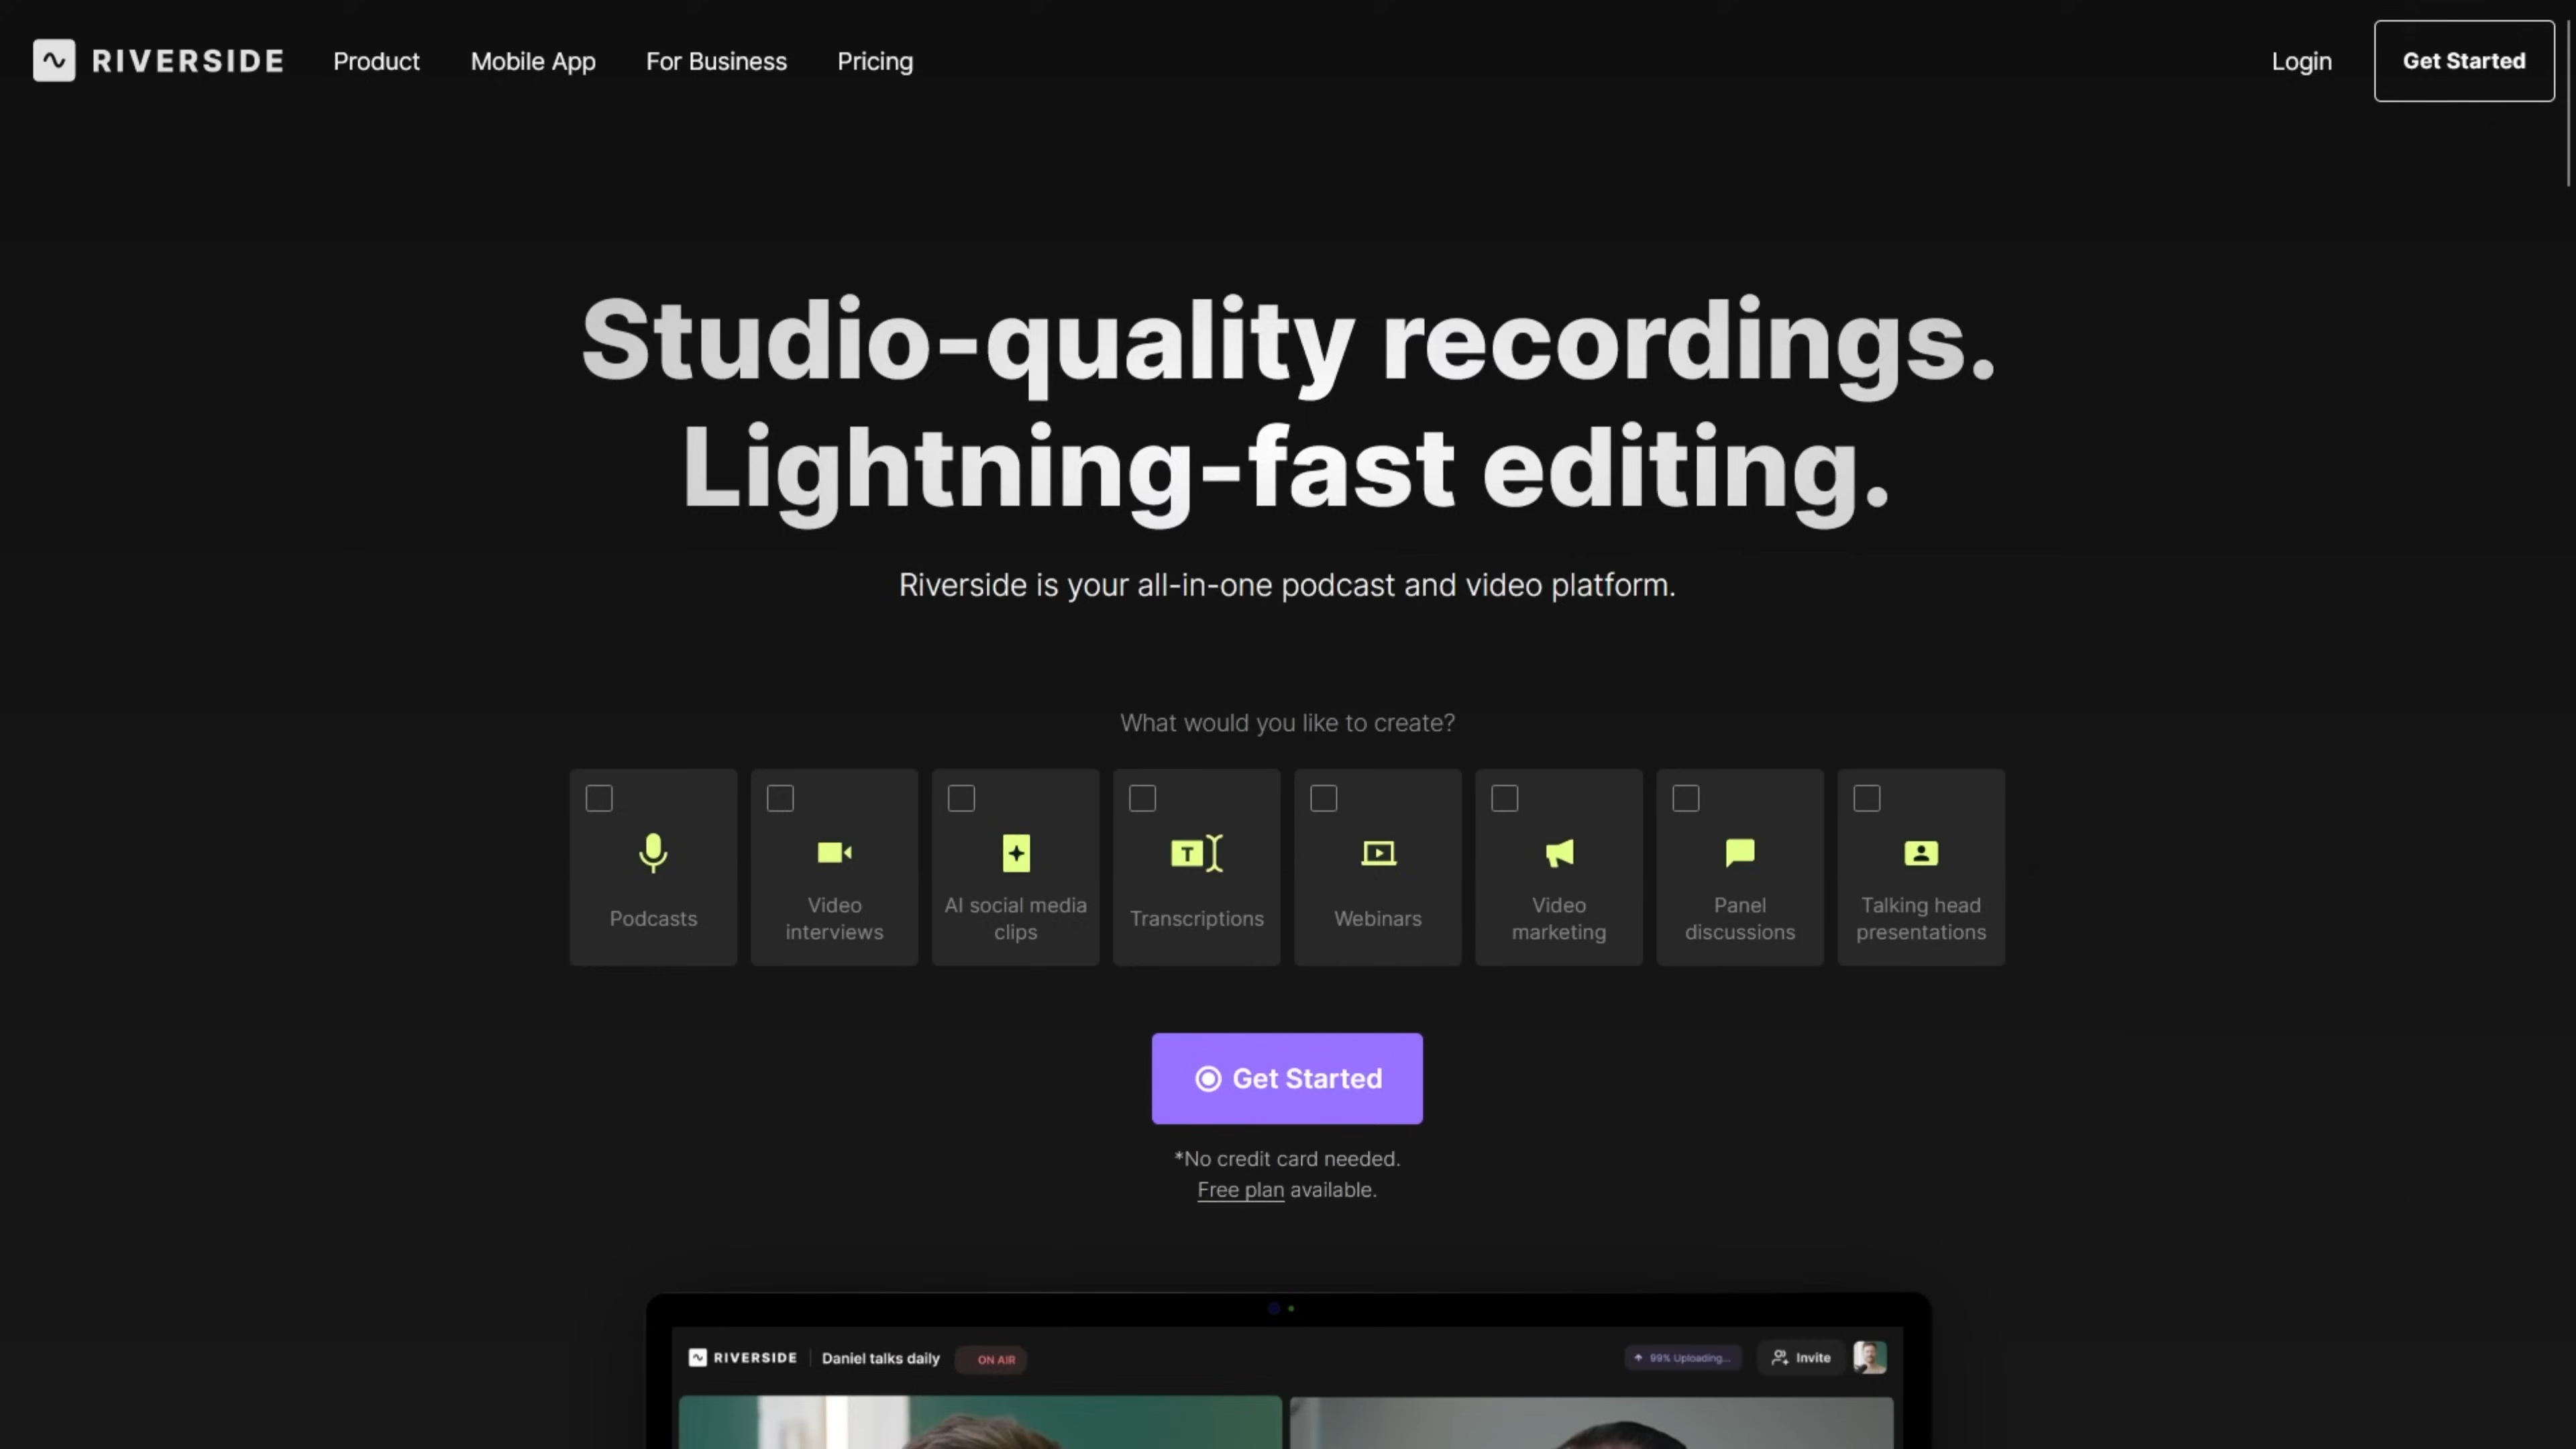 RIVERSIDE
Product
Mobile App
For Business
Pricing
Login
Get Started
Studio-quality recordings.
Lightning-fast editing.
Riverside is your all-in-one podcast and video platform.
What would you like to create?
Podcasts
Video
interviews
AI social media
clips
T
Transcriptions
Webinars
Video
marketing
Panel
discussions
Talking head
presentations
Get Started
*No credit card needed.
Free plan available.
RIVERSIDE
Daniel talks daily
ON AIR
99% Uploading...
Invite